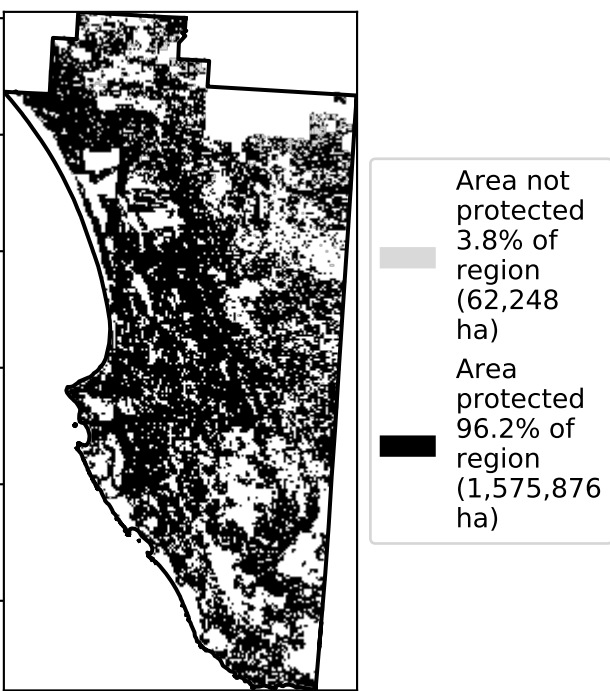 Area not
protected
3.8% of
region
(62,248
ha)
Area
protected
96.2% of
region
(1,575,876
ha)